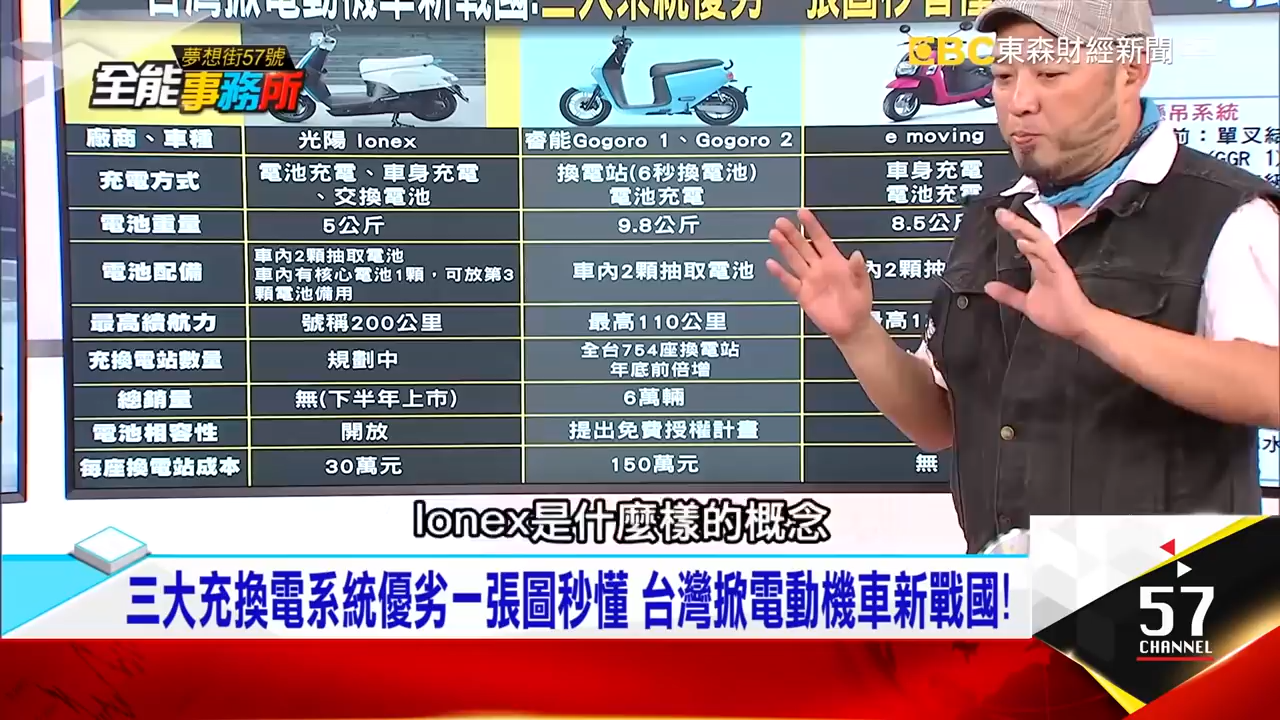 台灣掀電動機車新戰國!三大系統優劣一張圖秒懂
夢想街57號
全能事務所
EBC東森財經新聞
廠商、車種 光陽 Ionex 睿能Gogoro 1、Gogoro 2 e moving
充電方式 電池充電、車身充電、交換電池 換電站(6秒換電池)電池充電 車身充電 電池充電
電池重量 5公斤 9.8公斤 8.5公斤
電池配備 車內2顆抽取電池
車內有核心電池1顆，可放第3顆電池備用 車內2顆抽取電池 內2顆抽
最高續航力 號稱200公里 最高110公里 最高1
充換電站數量 規劃中 全台754座換電站
年底前倍增
總銷量 無(下半年上市) 6萬輛
電池相容性 開放 提出免費授權計畫
每座換電站成本 30萬元 150萬元 無
吊系統
前：單叉
(GGR 1)
Ionex是什麼樣的概念
三大充換電系統優劣一張圖秒懂 台灣掀電動機車新戰國!
57
CHANNEL